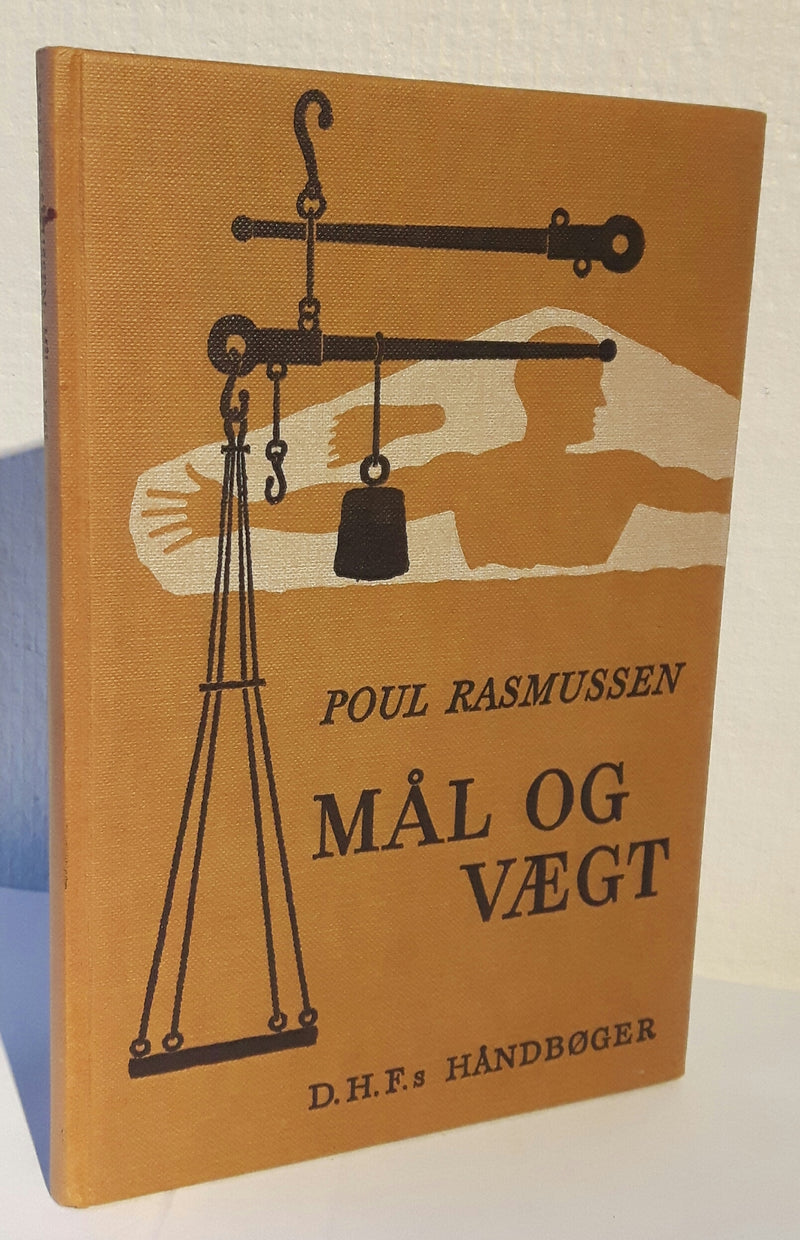 POUL RASMUSSEN
MÅL OG
VÆGT
D.H.F.s HÅNDBØGER